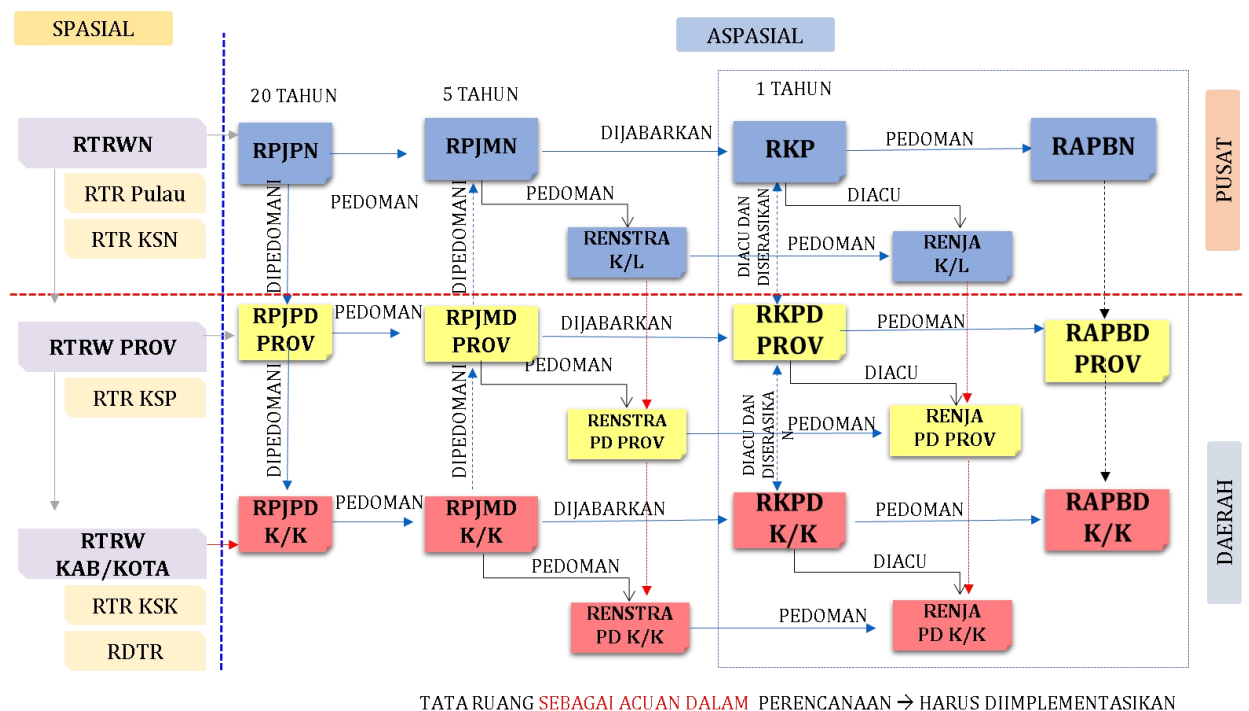 SPASIAL
ASPASIAL
20 TAHUN
5 TAHUN
1 TAHUN
RTRWN
RTR Pulau
RTR KSN
RPJPN
PEDOMAN
RPJMN
DIJABARKAN
RKP
PEDOMAN
RAPBN
PUSAT
DIPEDOMANI
DIPEDOMANI
PEDOMAN
RENSTRA
K/L
PEDOMAN
DIACU DAN
DISERASIKAN
DIACU
RENJA
K/L
RTRW PROV
RTR KSP
RPJPD
PROV
PEDOMAN
RPJMD
PROV
DIJABARKAN
RKPD
PROV
PEDOMAN
RAPBD
PROV
DIPEDOMANI
DIPEDOMANI
PEDOMAN
RENSTRA
PD PROV
PEDOMAN
DIACU DAN
DISERASIKA
N
DIACU
RENJA
PD PROV
DAERAH
RTRW
KAB/KOTA
RTR KSK
RDTR
RPJPD
K/K
PEDOMAN
RPJMD
K/K
DIJABARKAN
RKPD
K/K
PEDOMAN
RAPBD
K/K
PEDOMAN
RENSTRA
PD K/K
PEDOMAN
DIACU
RENJA
PD K/K
TATA RUANG SEBAGAI ACUAN DALAM PERENCANAAN → HARUS DIIMPLEMENTASIKAN